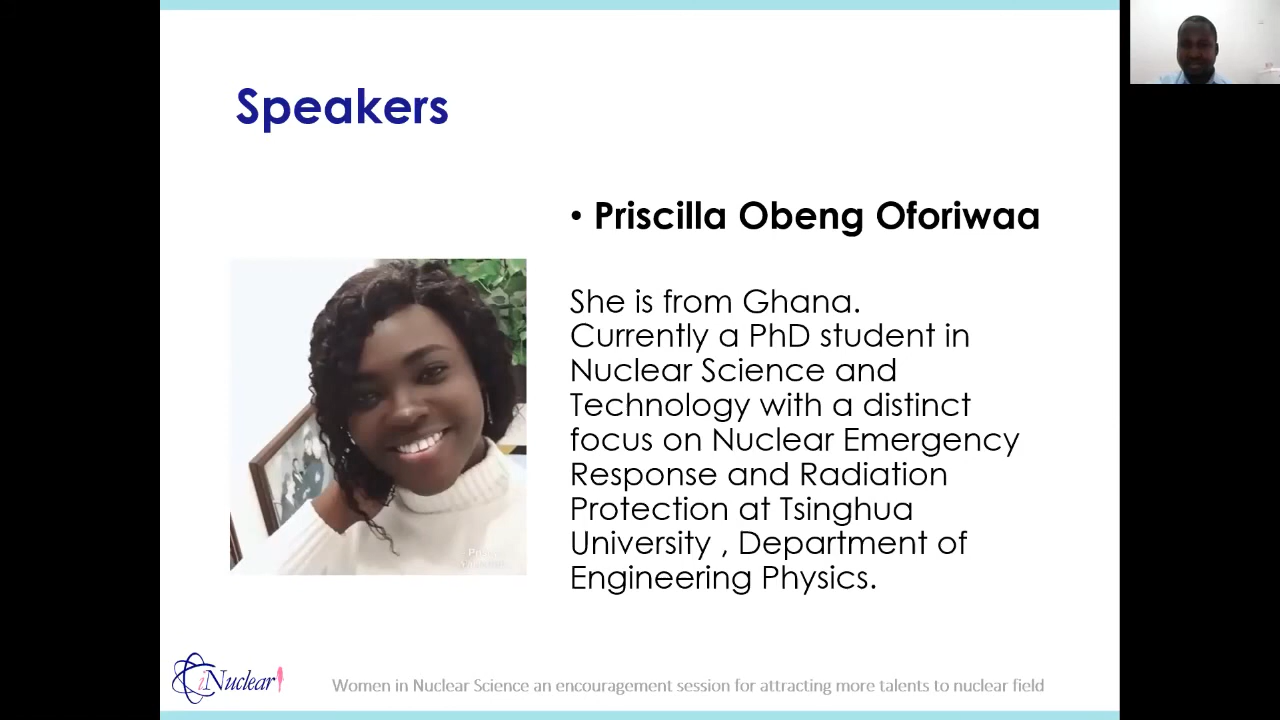 Speakers
• Priscilla Obeng Oforiwaa
She is from Ghana.
Currently a PhD student in
Nuclear Science and
Technology with a distinct
focus on Nuclear Emergency
Response and Radiation
Protection at Tsinghua
University , Department of
Engineering Physics.
iNuclear
Women in Nuclear Science an encouragement session for attracting more talents to nuclear field